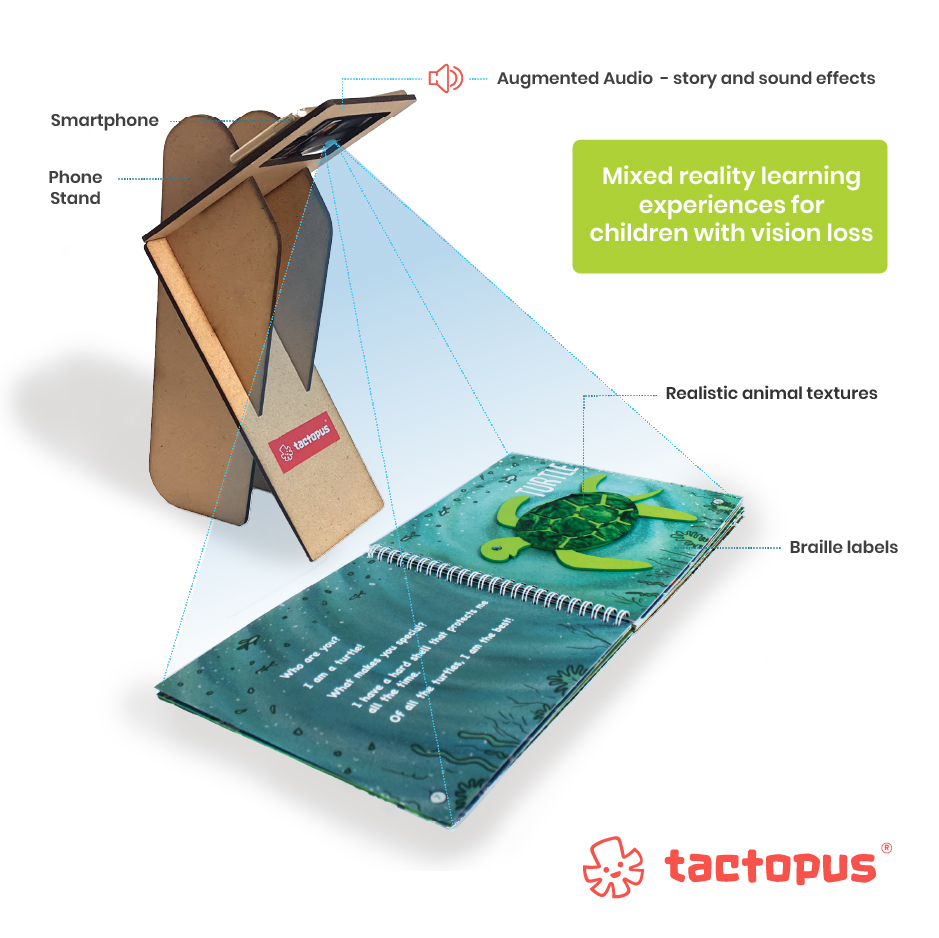 Augmented Audio - story and sound effects
Smartphone
Phone
Stand
Mixed reality learning
experiences for
children with vision loss
tactopus
Realistic animal textures
TURTLE
Braille labels
Who are you?
I am a turtle!
What makes you special?
I have a hard shell that protects me
all the time.
Of all the turtles, I am the best!
tactopus®